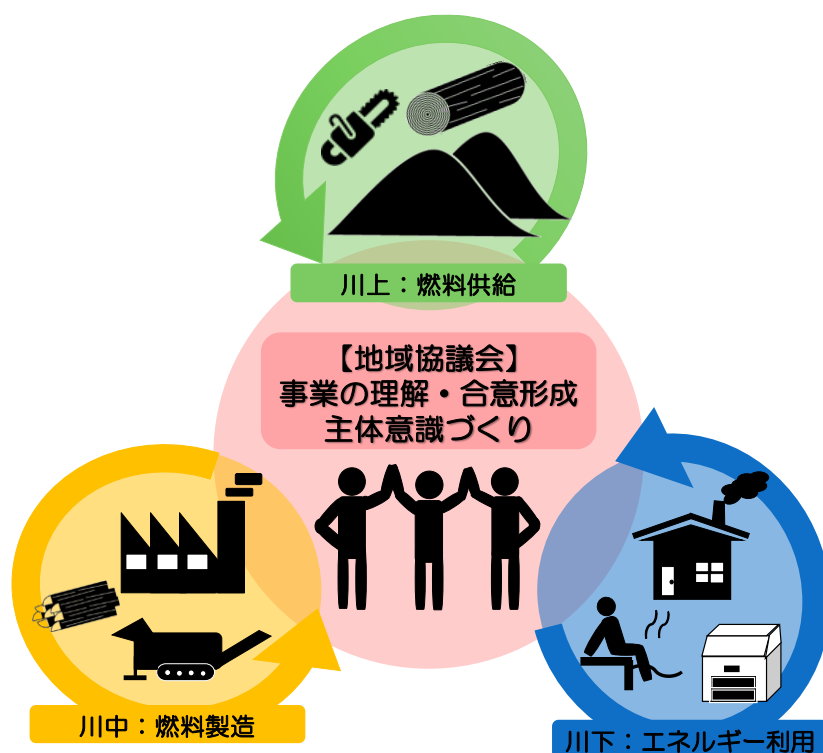 川上：燃料供給
【地域協議会】
事業の理解・合意形成
主体意識づくり
川中：燃料製造
川下：エネルギー利用